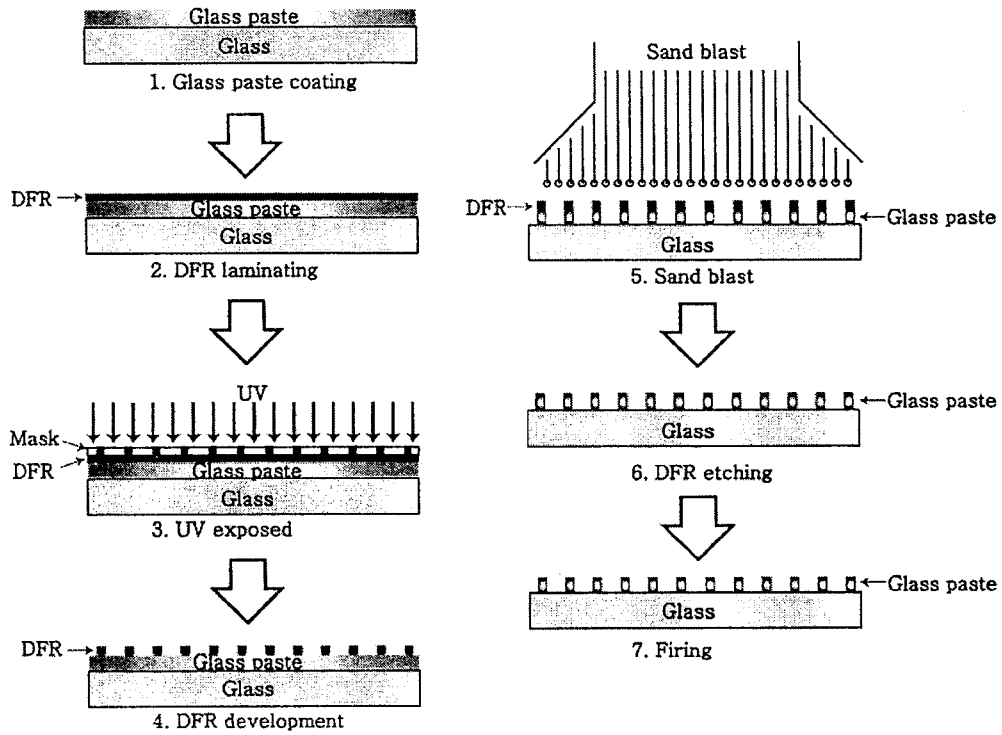 Glass paste
Glass
1. Glass paste coating
DFR
Glass paste
Glass
2. DFR laminating
UV
Mask
DFR
Glass paste
Glass
3. UV exposed
DFR
Glass paste
Glass
4. DFR development
Sand blast
DFR
Glass paste
Glass
5. Sand blast
Glass paste
Glass
6. DFR etching
Glass paste
Glass
7. Firing